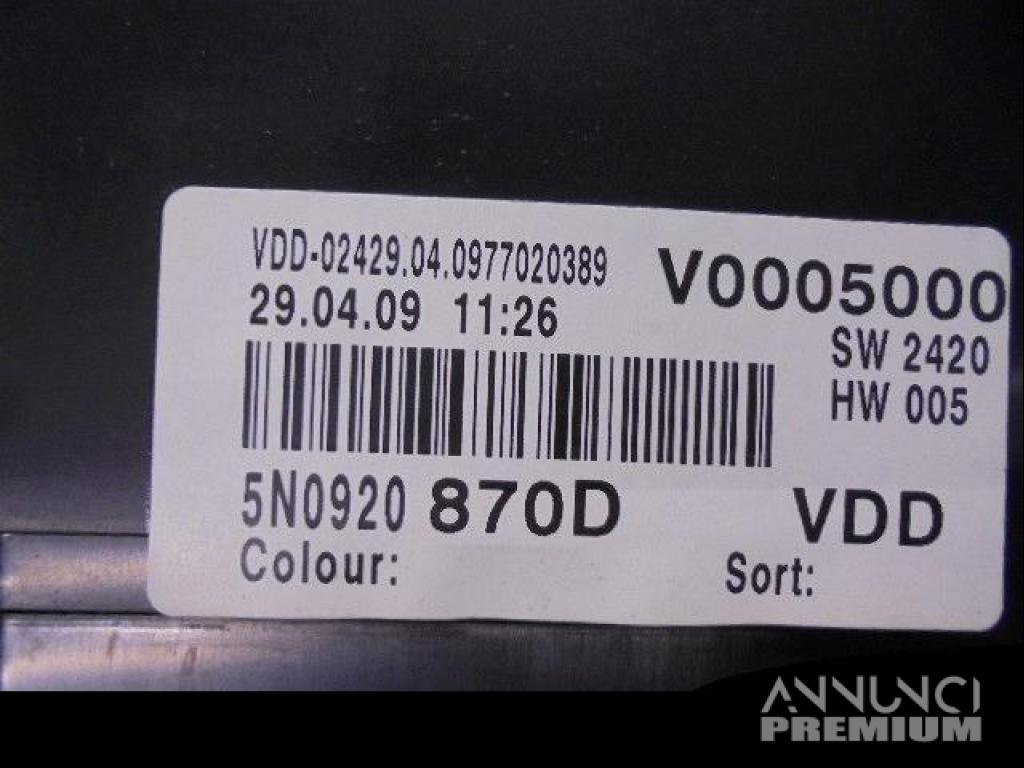 VDD-02429.04.0977020389
V0005000
29.04.09 11:26
SW 2420
HW 005
5N0920 870D
VDD
Colour:
Sort:
ANNUNCI
PREMIUM